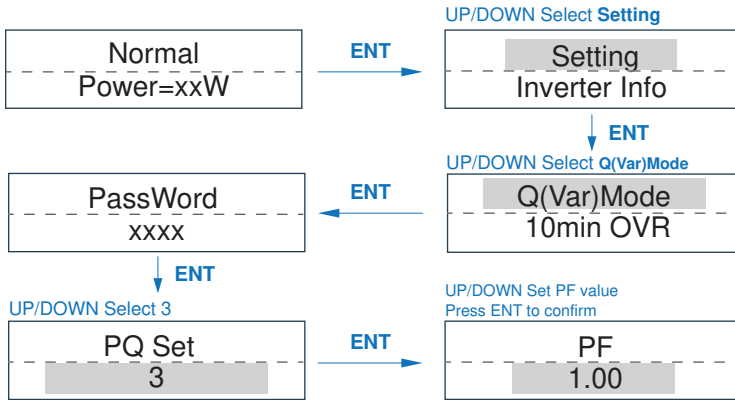 UP/DOWN Select Setting
Normal
Power=xxW
ENT
Setting
Inverter Info
ENT
UP/DOWN Select Q(Var)Mode
Q(Var)Mode
10min OVR
ENT
PassWord
xxxx
ENT
UP/DOWN Select 3
PQ Set
3
ENT
UP/DOWN Set PF value
Press ENT to confirm
PF
1.00